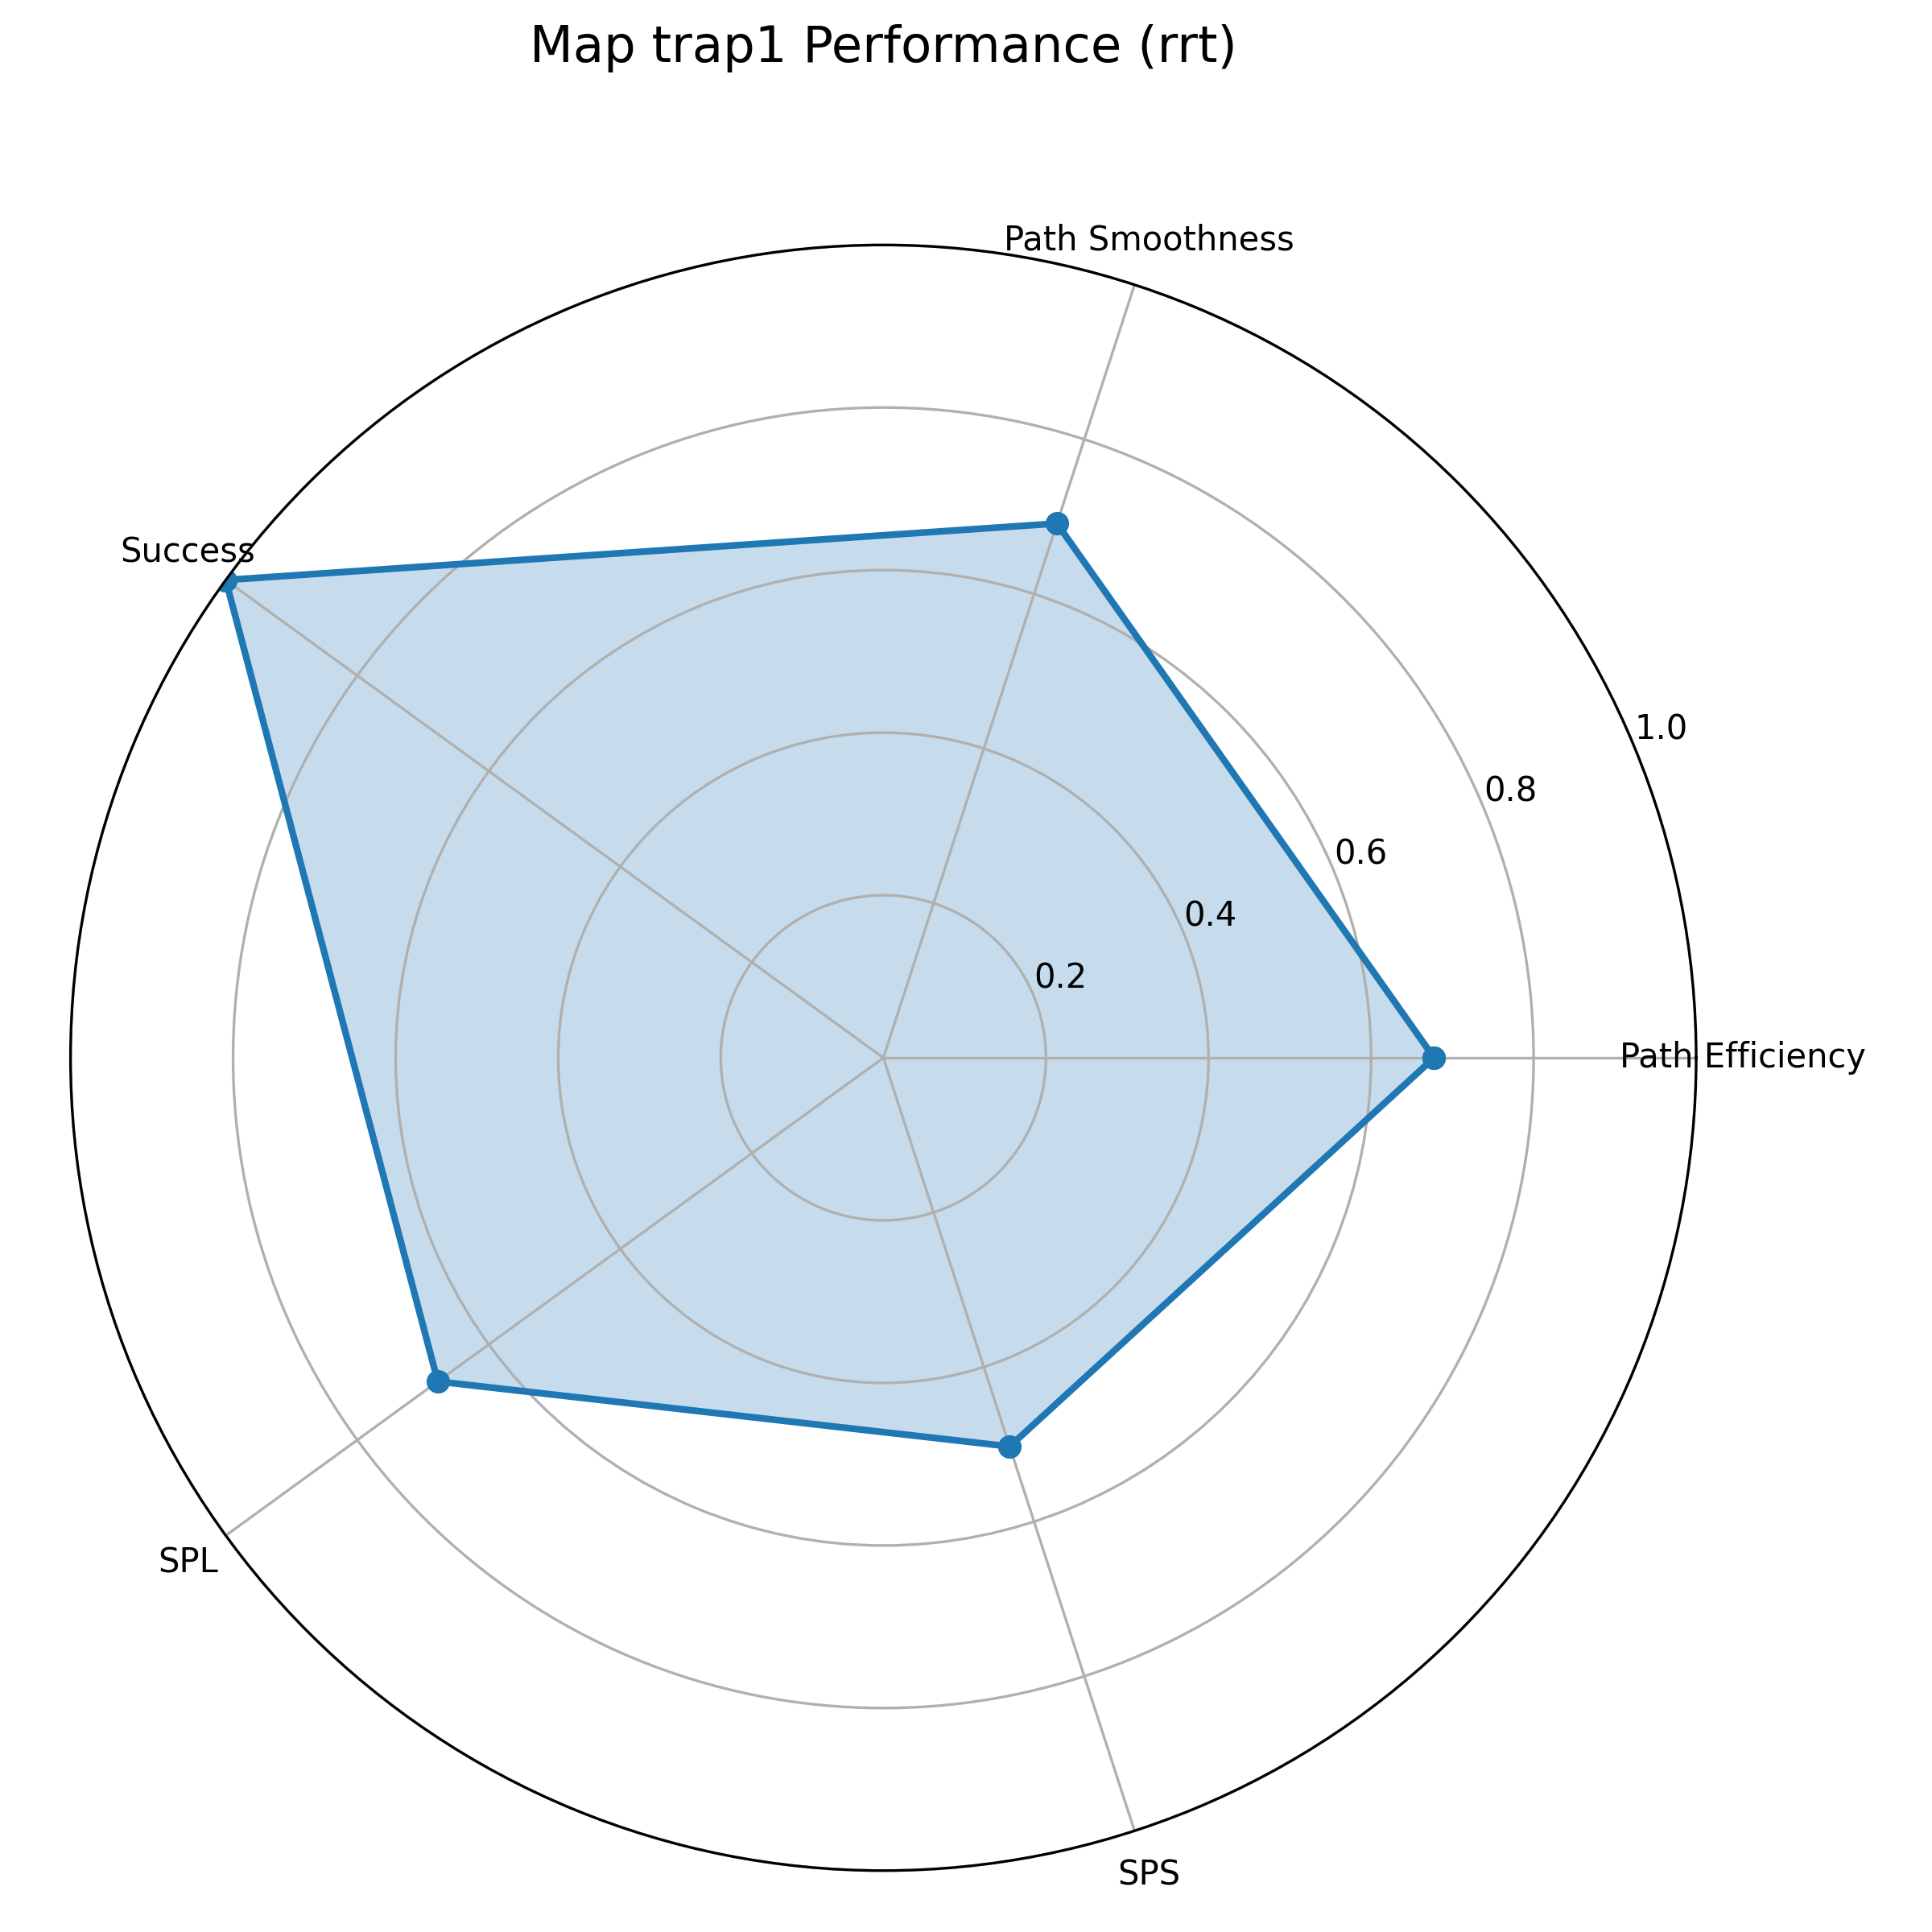 Map trap1 Performance (rrt)
Path Smoothness
Success
1.0
0.8
0.6
0.4
0.2
Path Efficiency
SPL
SPS